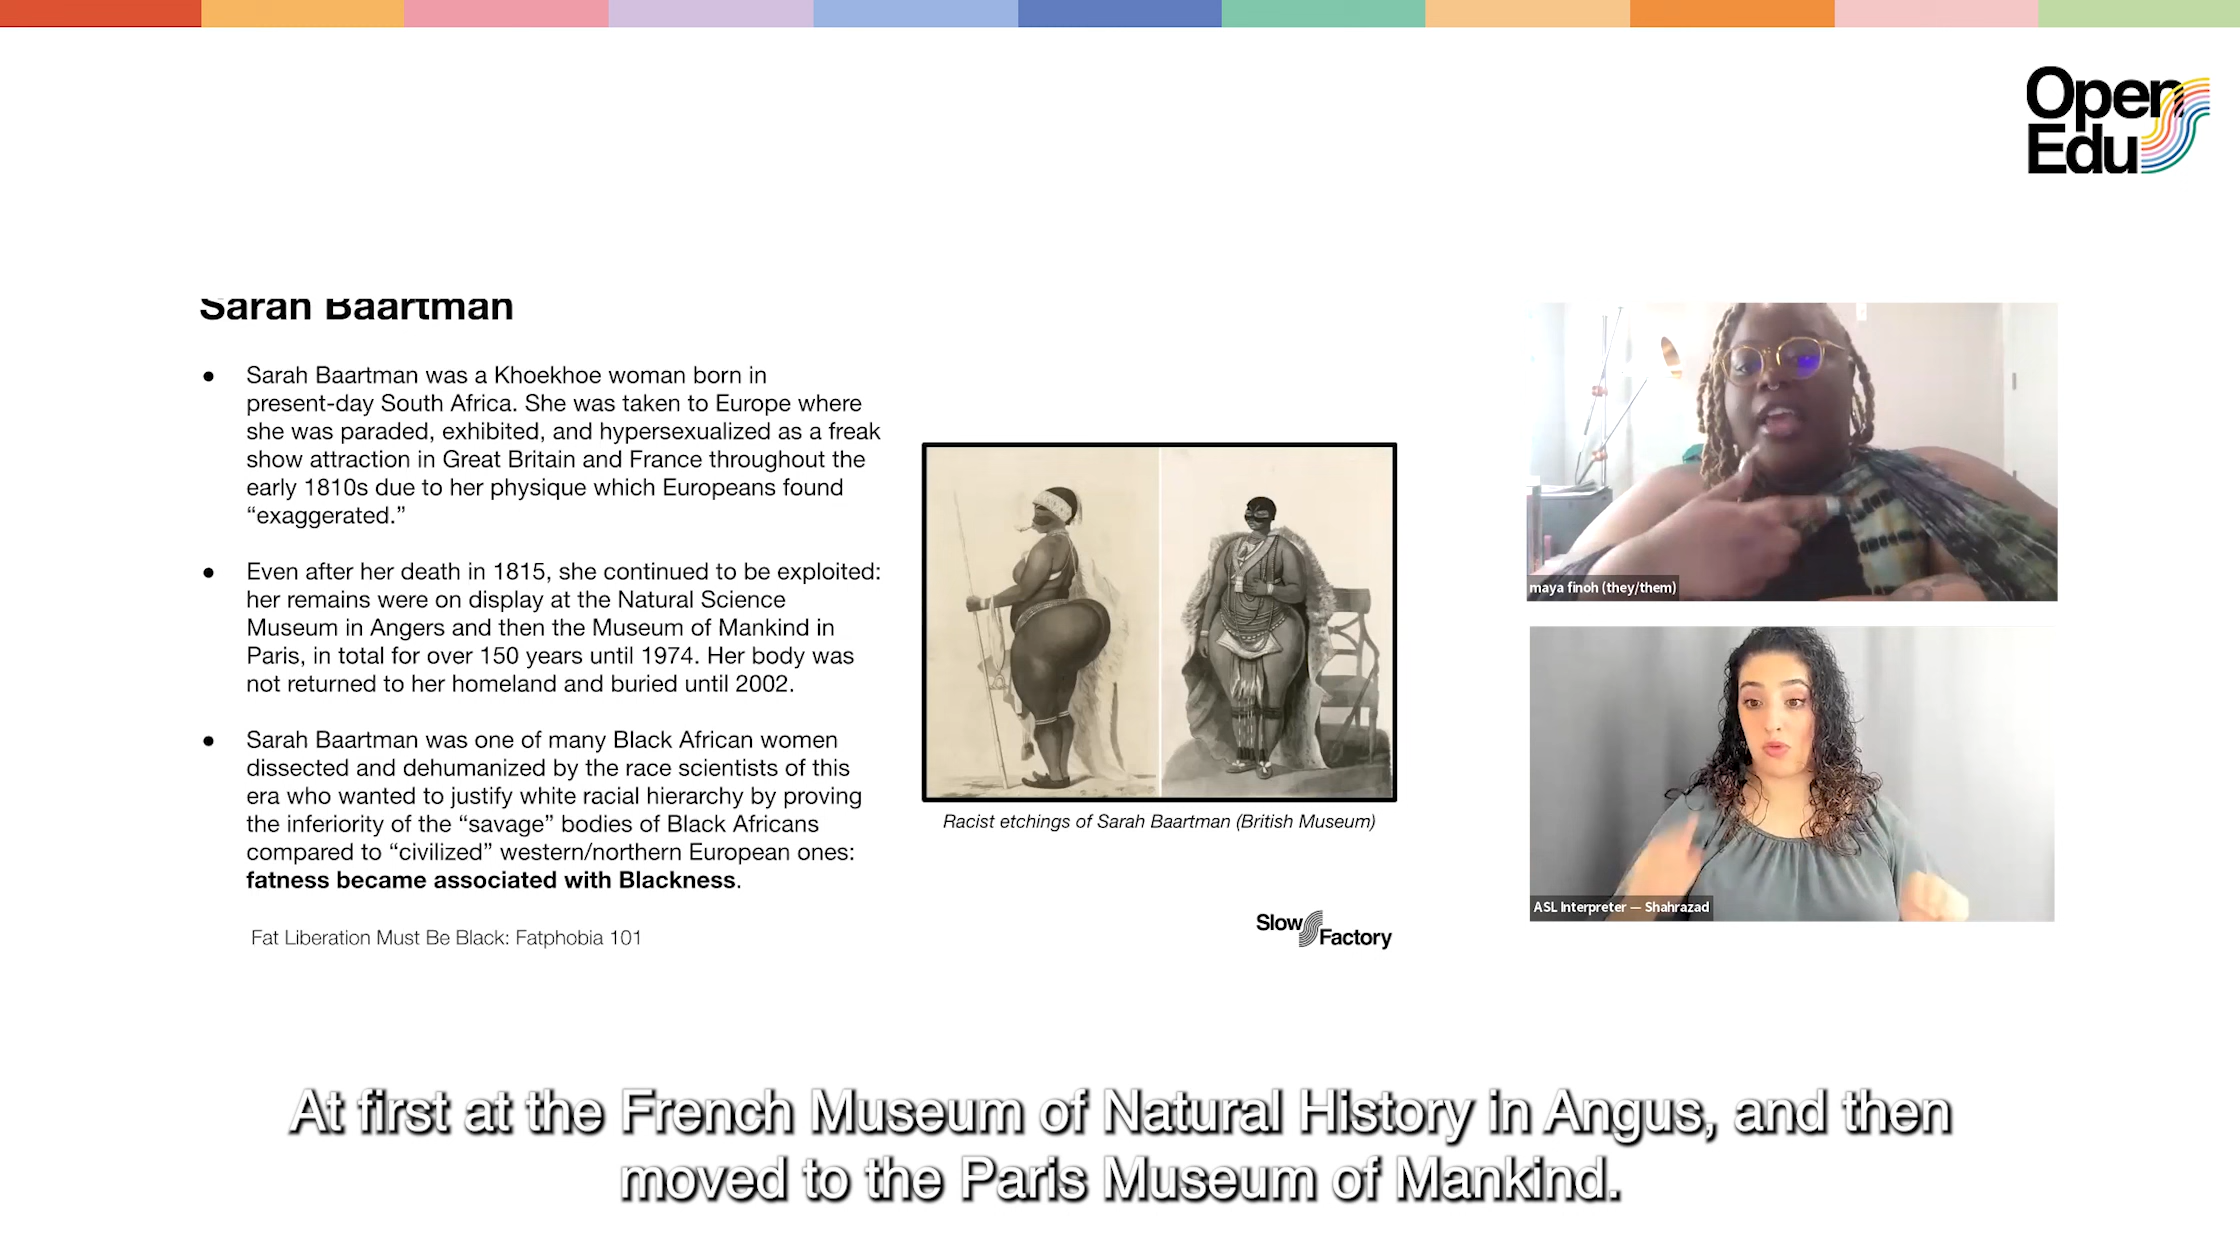 Open
Edu
Sarah Baartman
● Sarah Baartman was a Khoekhoe woman born in
present-day South Africa. She was taken to Europe where
she was paraded, exhibited, and hypersexualized as a freak
show attraction in Great Britain and France throughout the
early 1810s due to her physique which Europeans found
“exaggerated.”
● Even after her death in 1815, she continued to be exploited:
her remains were on display at the Natural Science
Museum in Angers and then the Museum of Mankind in
Paris, in total for over 150 years until 1974. Her body was
not returned to her homeland and buried until 2002.
● Sarah Baartman was one of many Black African women
dissected and dehumanized by the race scientists of this
era who wanted to justify white racial hierarchy by proving
the inferiority of the “savage” bodies of Black Africans
compared to “civilized” western/northern European ones:
fatness became associated with Blackness.
Racist etchings of Sarah Baartman (British Museum)
Fat Liberation Must Be Black: Fatphobia 101
Slow
Factory
maya finoh (they/them)
ASL Interpreter — Shahrazad
At first at the French Museum of Natural History in Angus, and then
moved to the Paris Museum of Mankind.